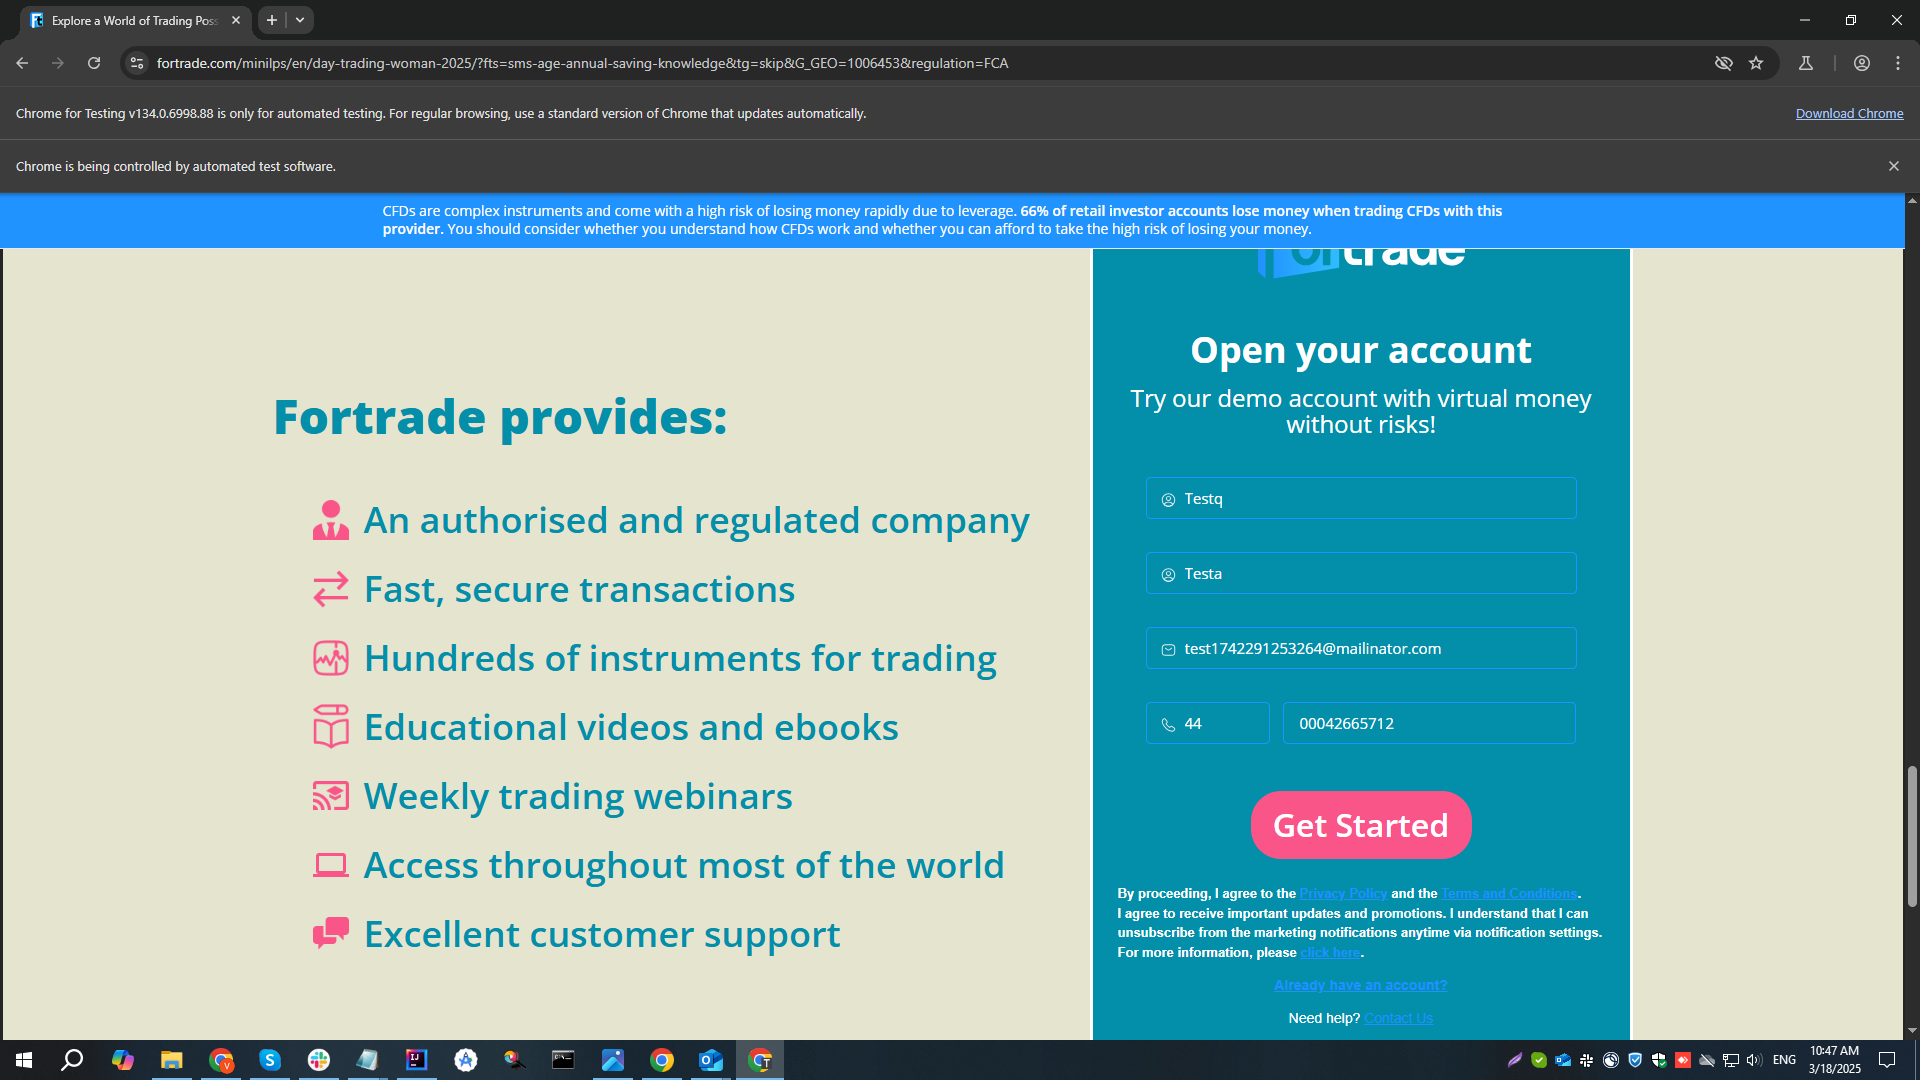 Explore a World of Trading Poss
fortrade.com/minilps/en/day-trading-woman-2025/?fts=sms-age-annual-saving-knowledge&tg=skip&G_GEO=1006453&regulation=FCA
Chrome for Testing v134.0.6998.88 is only for automated testing. For regular browsing, use a standard version of Chrome that updates automatically.
Download Chrome
Chrome is being controlled by automated test software.
CFDs are complex instruments and come with a high risk of losing money rapidly due to leverage. 66% of retail investor accounts lose money when trading CFDs with this
provider. You should consider whether you understand how CFDs work and whether you can afford to take the high risk of losing your money.
Fortrade provides:
An authorised and regulated company
Fast, secure transactions
Hundreds of instruments for trading
Educational videos and ebooks
Weekly trading webinars
Access throughout most of the world
Excellent customer support
fortrade
Open your account
Try our demo account with virtual money
without risks!
Testq
Testa
test1742291253264@mailinator.com
44
00042665712
Get Started
By proceeding, I agree to the Privacy Policy and the Terms and Conditions.
I agree to receive important updates and promotions. I understand that I can
unsubscribe from the marketing notifications anytime via notification settings.
For more information, please click here.
Already have an account?
Need help? Contact Us
ENG
10:47 AM
3/18/2025